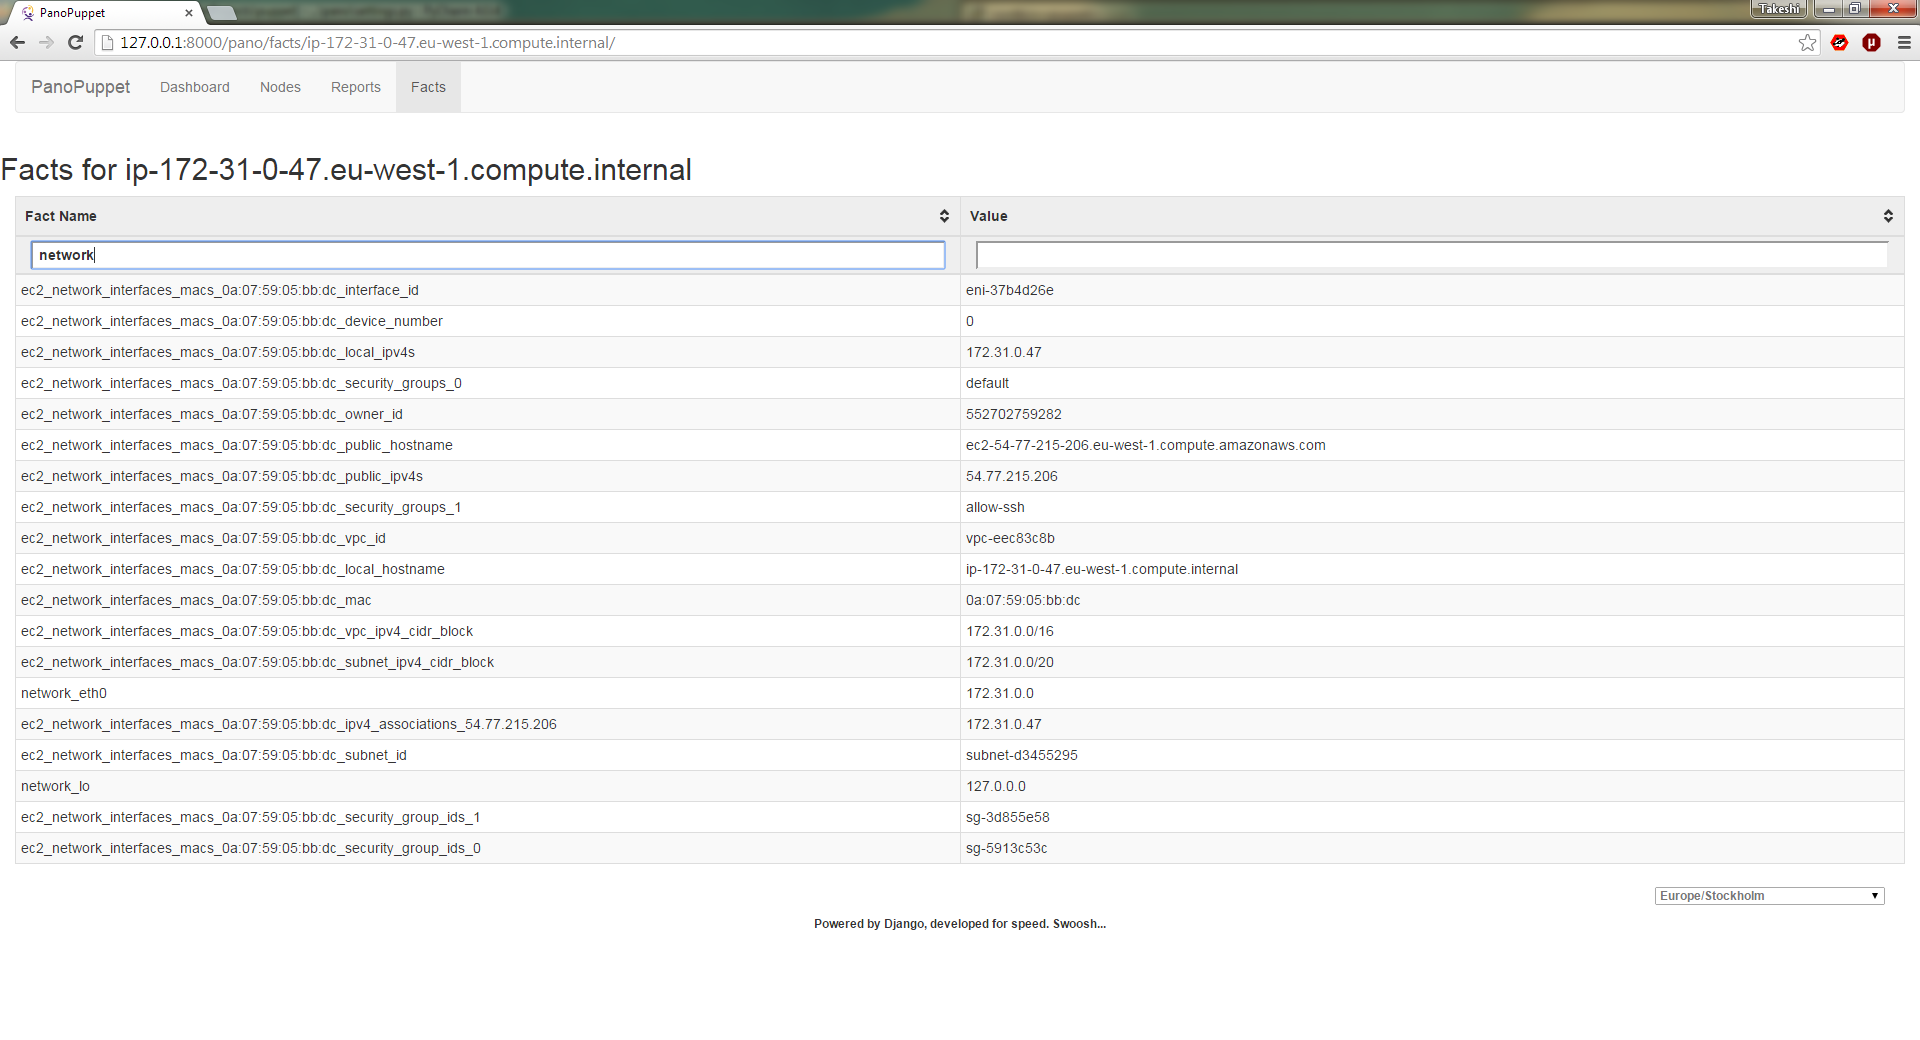 PanoPuppet
Takeshi
127.0.0.1:8000/pano/facts/ip-172-31-0-47.eu-west-1.compute.internal/
PanoPuppet Dashboard Nodes Reports Facts
Facts for ip-172-31-0-47.eu-west-1.compute.internal
Fact Name Value
network
ec2_network_interfaces_macs_0a:07:59:05:bb:dc_interface_id eni-37b4d26e
ec2_network_interfaces_macs_0a:07:59:05:bb:dc_device_number 0
ec2_network_interfaces_macs_0a:07:59:05:bb:dc_local_ipv4s 172.31.0.47
ec2_network_interfaces_macs_0a:07:59:05:bb:dc_security_groups_0 default
ec2_network_interfaces_macs_0a:07:59:05:bb:dc_owner_id 552702759282
ec2_network_interfaces_macs_0a:07:59:05:bb:dc_public_hostname ec2-54-77-215-206.eu-west-1.compute.amazonaws.com
ec2_network_interfaces_macs_0a:07:59:05:bb:dc_public_ipv4s 54.77.215.206
ec2_network_interfaces_macs_0a:07:59:05:bb:dc_security_groups_1 allow-ssh
ec2_network_interfaces_macs_0a:07:59:05:bb:dc_vpc_id vpc-eec83c8b
ec2_network_interfaces_macs_0a:07:59:05:bb:dc_local_hostname ip-172-31-0-47.eu-west-1.compute.internal
ec2_network_interfaces_macs_0a:07:59:05:bb:dc_mac 0a:07:59:05:bb:dc
ec2_network_interfaces_macs_0a:07:59:05:bb:dc_vpc_ipv4_cidr_block 172.31.0.0/16
ec2_network_interfaces_macs_0a:07:59:05:bb:dc_subnet_ipv4_cidr_block 172.31.0.0/20
network_eth0 172.31.0.0
ec2_network_interfaces_macs_0a:07:59:05:bb:dc_ipv4_associations_54.77.215.206 172.31.0.47
ec2_network_interfaces_macs_0a:07:59:05:bb:dc_subnet_id subnet-d3455295
network_lo 127.0.0.0
ec2_network_interfaces_macs_0a:07:59:05:bb:dc_security_group_ids_1 sg-3d855e58
ec2_network_interfaces_macs_0a:07:59:05:bb:dc_security_group_ids_0 sg-5913c53c
Europe/Stockholm
Powered by Django, developed for speed. Swoosh...